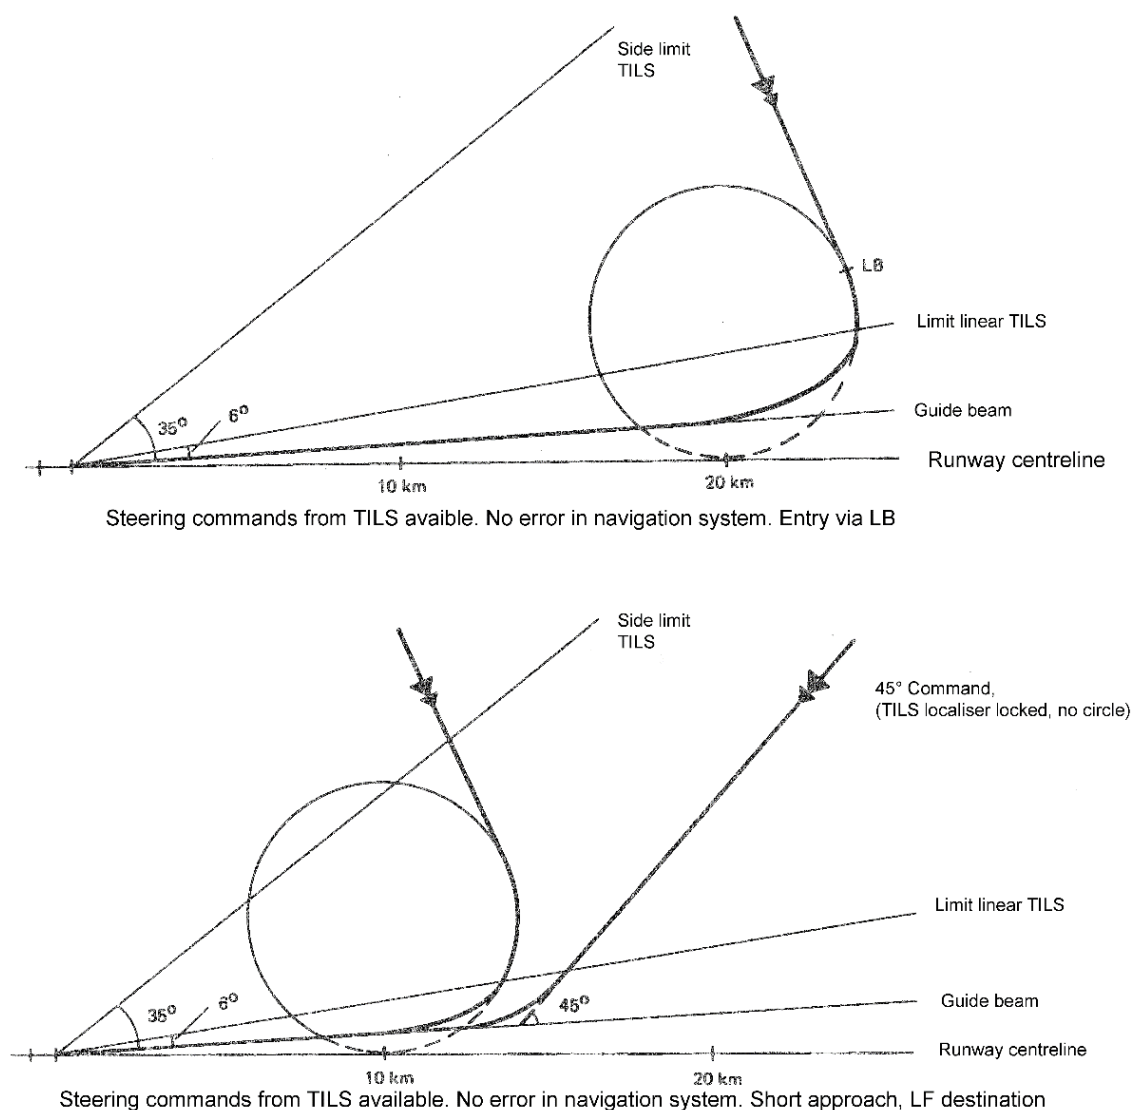 Side limit
TILS
LB
Limit linear TILS
6°
35°
Guide beam
Runway centreline
10 km
20 km
Steering commands from TILS avaible. No error in navigation system. Entry via LB
Side limit
TILS
45° Command,
(TILS localiser locked, no circle)
Limit linear TILS
6°
35°
45°
Guide beam
Runway centreline
10 km
20 km
Steering commands from TILS available. No error in navigation system. Short approach, LF destination